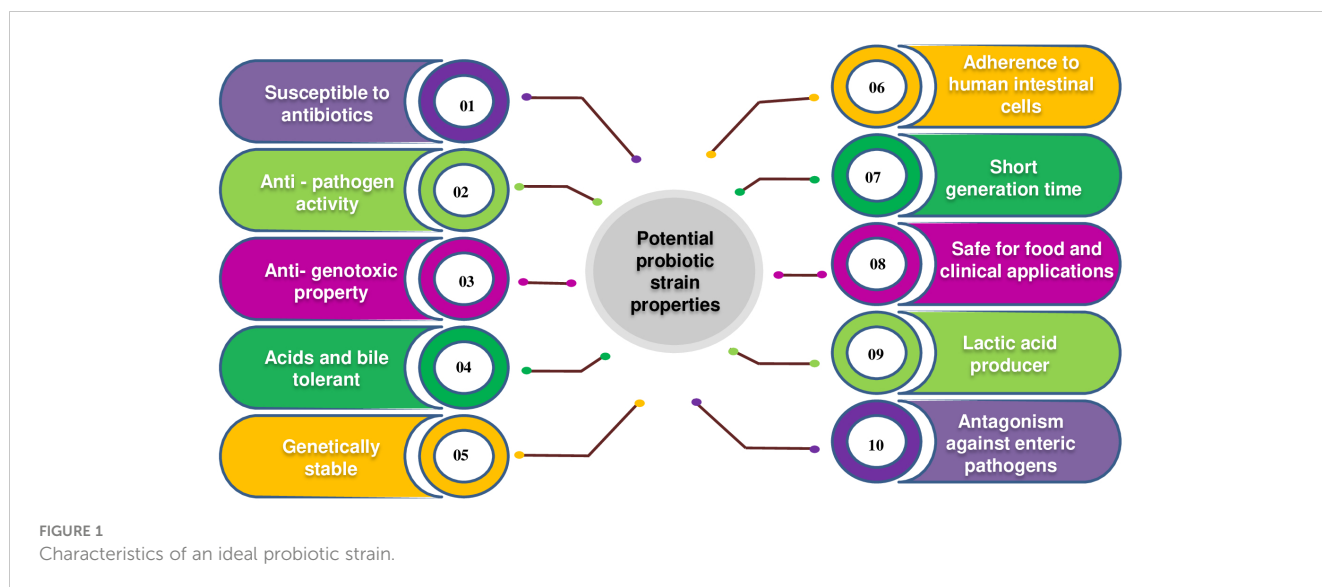 Susceptible to
antibiotics
01
Anti - pathogen
activity
02
Anti- genotoxic
property
03
Acids and bile
tolerant
04
Genetically
stable
05
Potential
probiotic
strain
properties
06
Adherence to
human intestinal
cells
07
Short
generation time
08
Safe for food and
clinical applications
09
Lactic acid
producer
10
Antagonism
against enteric
pathogens
FIGURE 1
Characteristics of an ideal probiotic strain.